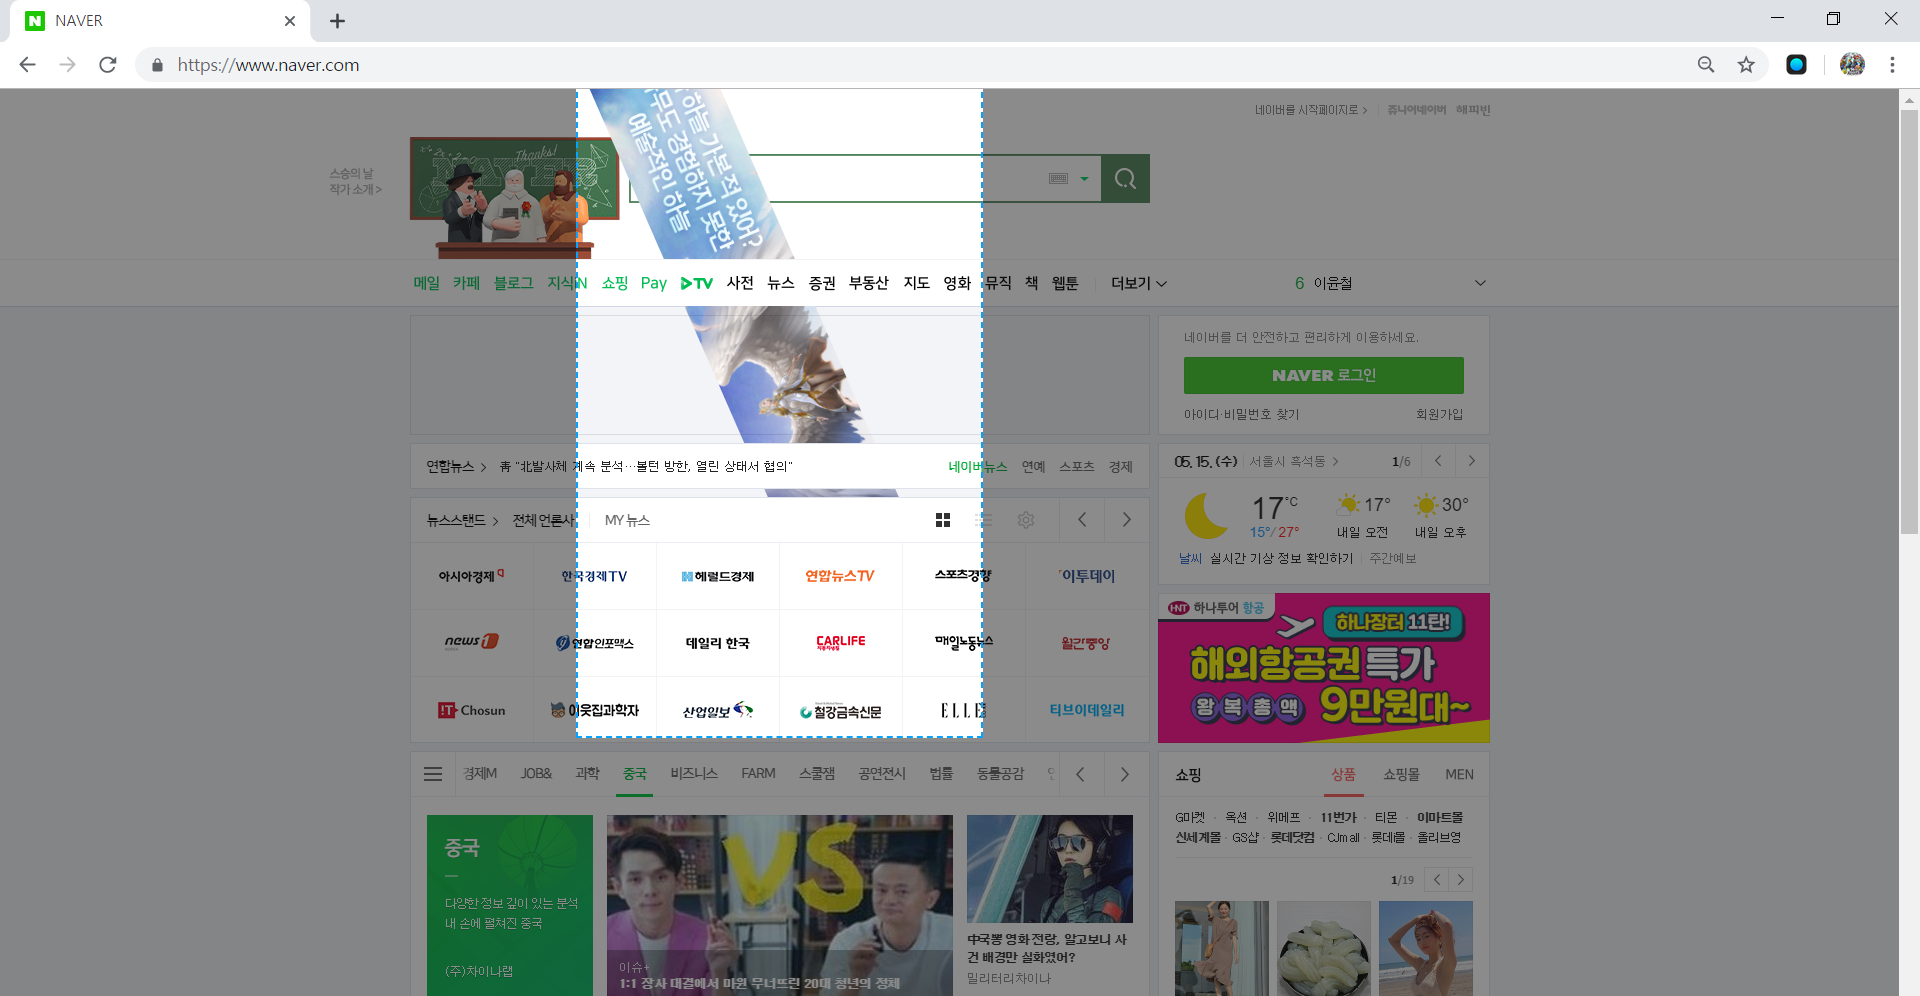 NAVER
https://www.naver.com
네이버를 시작페이지로 > 쥬니어네이버 해피빈
스승의 날
작가 소개 >
Thanks!
NAVER
하늘 가본 적 있어?
무도 경험하지 못한
예술적인 하늘
메일 카페 블로그 지식iN 쇼핑 Pay TV 사전 뉴스 증권 부동산 지도 영화 뮤직 책 웹툰 더보기
6 이윤철
네이버를 더 안전하고 편리하게 이용하세요.
NAVER 로그인
아이디·비밀번호 찾기 회원가입
연합뉴스 > 靑 "北발사체 계속 분석…볼턴 방한, 열린 상태서 협의" 네이버뉴스 연예 스포츠 경제
05. 15. (수) 서울시 흑석동 > 1/6
17°C 15°/27°
17° 내일 오전
30° 내일 오후
날씨 실시간 기상 정보 확인하기 주간예보
뉴스스탠드 > 전체 언론사 MY 뉴스
아시아경제 한국경제TV 헤럴드경제 연합뉴스TV 스포츠경향 이투데이
news1 연합인포맥스 데일리 한국 CARLIFE 매일노동뉴스 월간중앙
IT Chosun 이웃집과학자 산업일보 철강금속신문 ELLE 티브이데일리
HNT 하나투어 항공
하나장터 11탄!
해외항공권 특가
왕복총액 9만원대~
경제M JOB& 과학 중국 비즈니스 FARM 스쿨잼 공연전시 법률 동물공감
쇼핑 상품 쇼핑몰 MEN
G마켓 · 옥션 · 위메프 · 11번가 · 티몬 · 이마트몰
신세계몰 · GS샵 · 롯데닷컴 · CJmall · 롯데몰 · 올리브영
1/19
중국
다양한 정보 깊이 있는 분석
내 손에 펼쳐진 중국
(주)차이나랩
VS
이슈+
1:1 장사 대결에서 마윈 무너뜨린 20대 청년의 정체
中국뽕 영화 전랑, 알고보니 사
건 배경만 실화였어?
밀리터리차이나